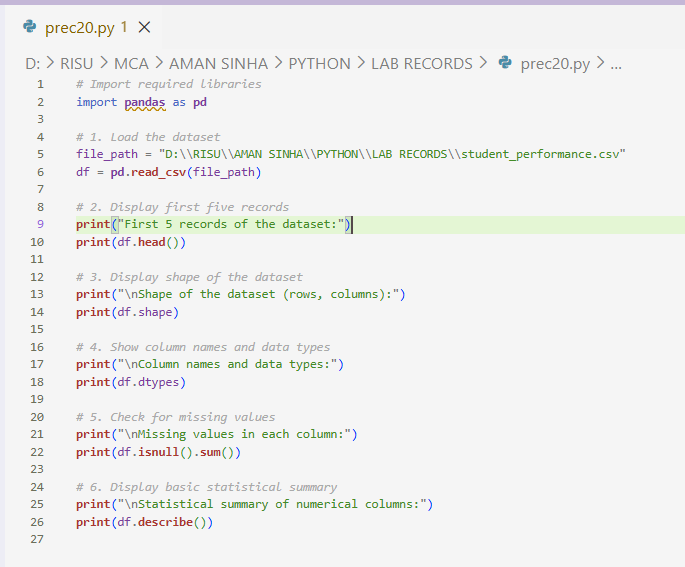 prec20.py 1 ×
D: > RISU > MCA > AMAN SINHA > PYTHON > LAB RECORDS > prec20.py > ...
1 # Import required libraries
2 import pandas as pd
3
4 # 1. Load the dataset
5 file_path = "D:\\RISU\\AMAN SINHA\\PYTHON\\LAB RECORDS\\student_performance.csv"
6 df = pd.read_csv(file_path)
7
8 # 2. Display first five records
9 print("First 5 records of the dataset:")
10 print(df.head())
11
12 # 3. Display shape of the dataset
13 print("\nShape of the dataset (rows, columns):")
14 print(df.shape)
15
16 # 4. Show column names and data types
17 print("\nColumn names and data types:")
18 print(df.dtypes)
19
20 # 5. Check for missing values
21 print("\nMissing values in each column:")
22 print(df.isnull().sum())
23
24 # 6. Display basic statistical summary
25 print("\nStatistical summary of numerical columns:")
26 print(df.describe())
27